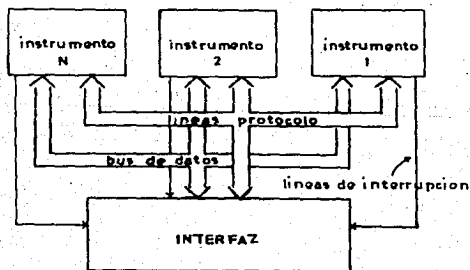 instrumento
N
instrumento
2
instrumento
1
lineas protocolo
bus de datos
lineas de interrupcion
INTERFAZ